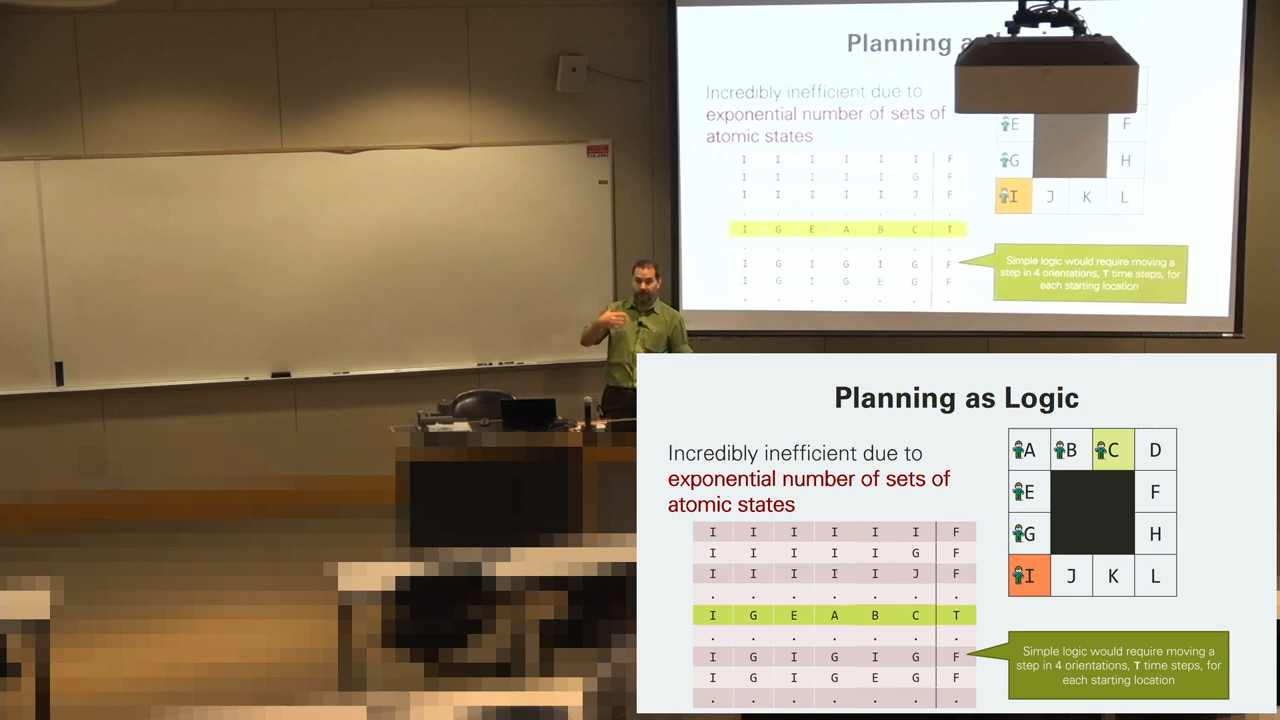 Planning a
Incredibly inefficient due to
exponential number of sets of
atomic states
I I I I I I F
I I I I I G F
I I I I I J F
. . . . . . .
I G E A B C T
. . . . . . .
I G I G I G F
I G I G E G F
. . . . . . .
E F
G H
I J K L
Simple logic would require moving a
step in 4 orientations, T time steps, for
each starting location
Planning as Logic
Incredibly inefficient due to
exponential number of sets of
atomic states
I I I I I I F
I I I I I G F
I I I I I J F
. . . . . . .
I G E A B C T
. . . . . . .
I G I G I G F
I G I G E G F
. . . . . . .
A B C D
E F
G H
I J K L
Simple logic would require moving a
step in 4 orientations, T time steps, for
each starting location